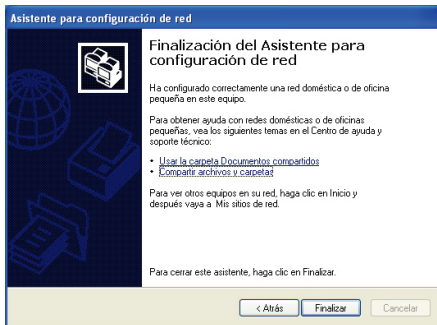 Asistente para configuración de red
Finalización del Asistente para
configuración de red
Ha configurado correctamente una red doméstica o de oficina
pequeña en este equipo.
Para obtener ayuda con redes domésticas o de oficinas
pequeñas, vea los siguientes temas en el Centro de ayuda y
soporte técnico:
• Usar la carpeta Documentos compartidos
• Compartir archivos y carpetas
Para ver otros equipos en su red, haga clic en Inicio y
después vaya a Mis sitios de red.
Para cerrar este asistente, haga clic en Finalizar.
< Atrás Finalizar Cancelar